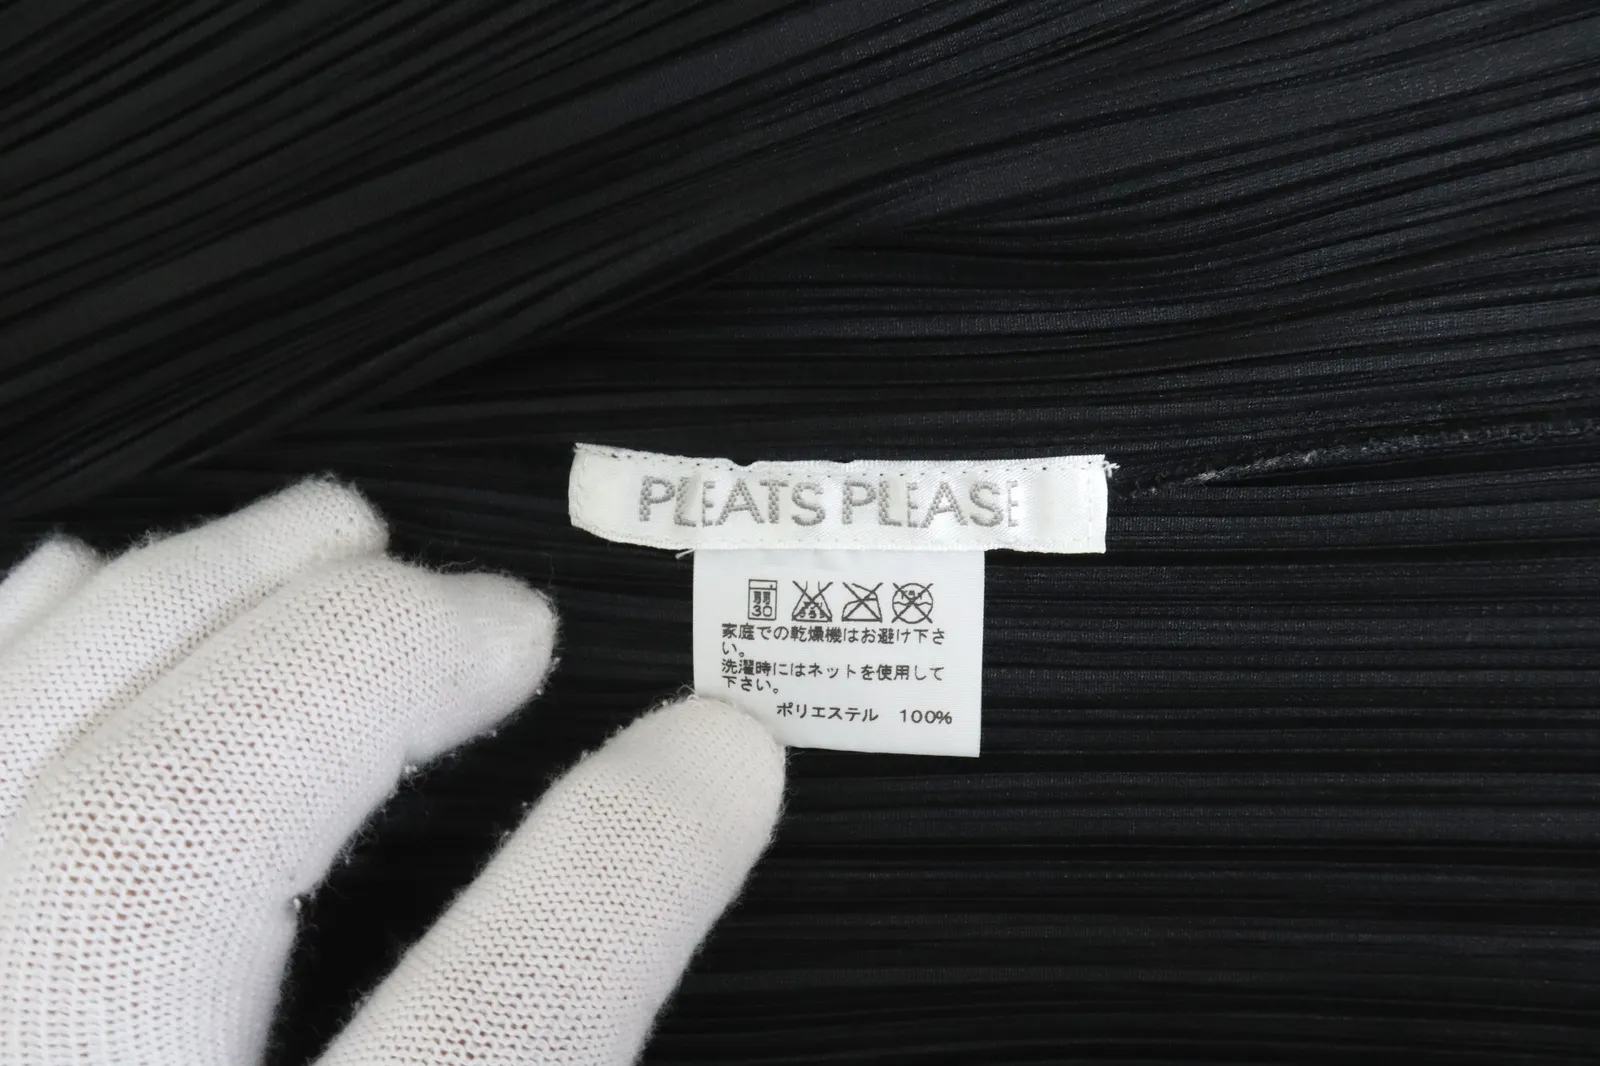 PLEATS PLEASE
弱
30
家庭での乾燥機はお避け下さ
い。
洗濯時にはネットを使用して
下さい。
ポリエステル 100%